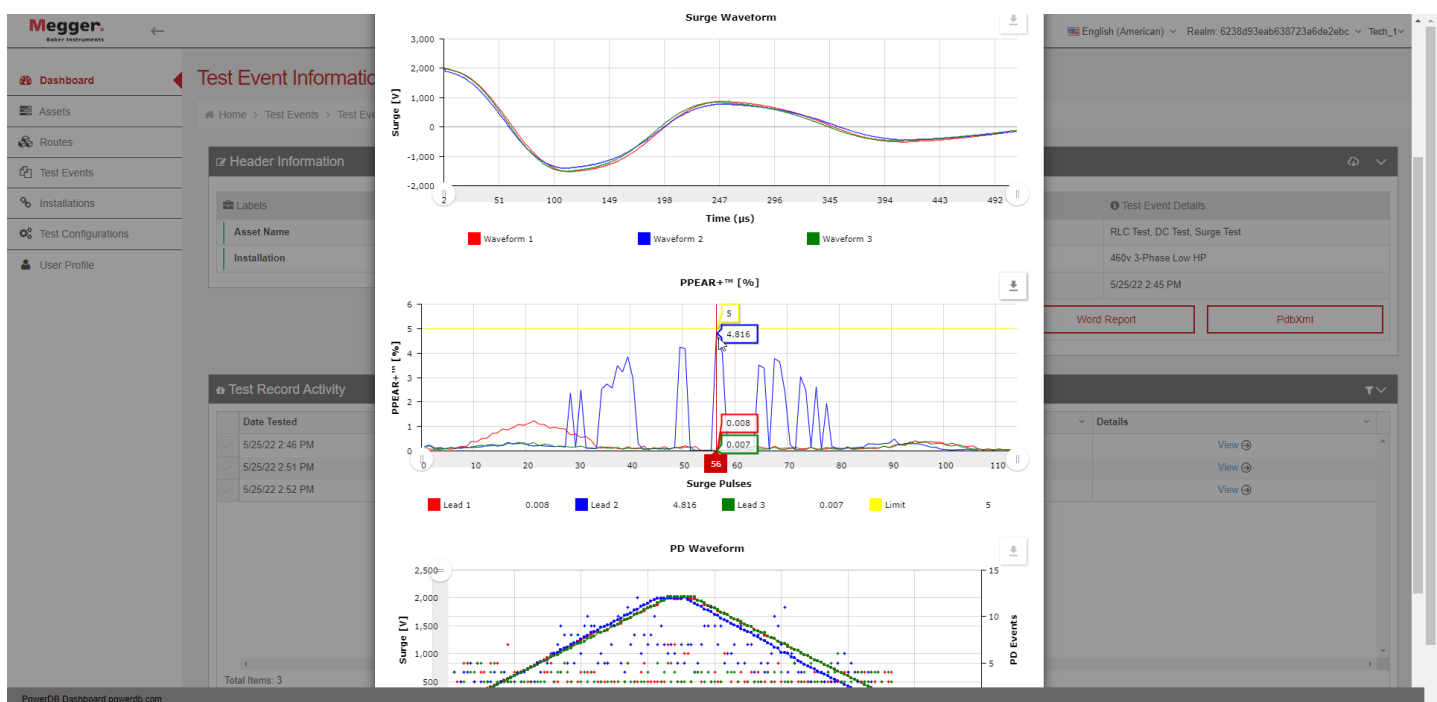 Megger.
Baker Instruments
←
English (American)
Realm: 6238d93eab638723a6de2ebc
Tech_1
Dashboard
Assets
Routes
Test Events
Installations
Test Configurations
User Profile
Test Event Informatio
Home > Test Events > Test Eve
Header Information
Labels
Asset Name
Installation
Test Event Details
RLC Test, DC Test, Surge Test
460v 3-Phase Low HP
5/25/22 2:45 PM
Word Report
PdbXml
Test Record Activity
Date Tested
Details
5/25/22 2:46 PM
View
5/25/22 2:51 PM
View
5/25/22 2:52 PM
View
Total Items: 3
PowerDB Dashboard powerdb.com
Surge Waveform
Surge [V]
3,000
2,000
1,000
0
-1,000
-2,000
2 51 100 149 198 247 296 345 394 443 492
Time (µs)
Waveform 1 Waveform 2 Waveform 3
PPEAR+™ [%]
PPEAR+™ [%]
6
5
4
3
2
1
0
5
4.816
0.008
0.007
0 10 20 30 40 50 56 60 70 80 90 100 110
Surge Pulses
Lead 1 0.008 Lead 2 4.816 Lead 3 0.007 Limit 5
PD Waveform
Surge [V]
2,500
2,000
1,500
1,000
500
15
10
5
PD Events